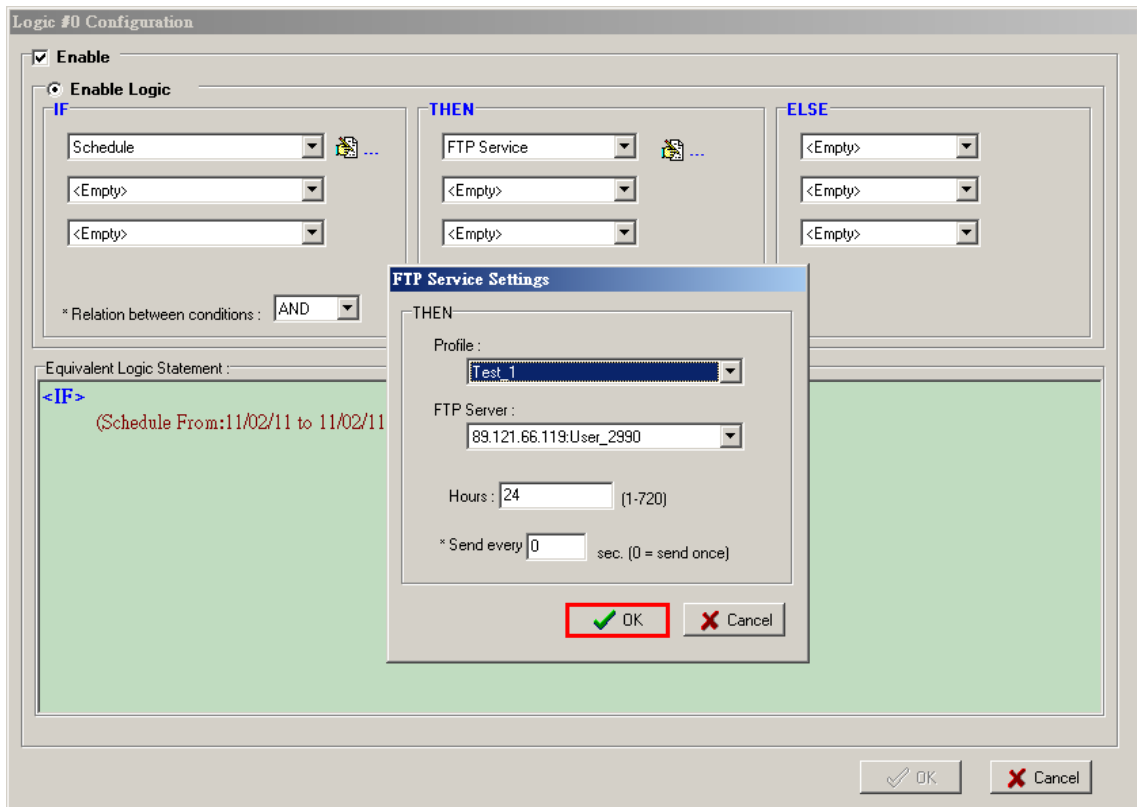 Logic #0 Configuration
Enable
Enable Logic
IF
THEN
ELSE
Schedule
...
FTP Service
...
<Empty>
<Empty>
<Empty>
<Empty>
<Empty>
<Empty>
<Empty>
* Relation between conditions :
AND
Equivalent Logic Statement :
<IF>
(Schedule From:11/02/11 to 11/02/11
FTP Service Settings
THEN
Profile :
Test_1
FTP Server :
89.121.66.119:User_2990
Hours : 24 (1-720)
* Send every 0 sec. (0 = send once)
OK
Cancel
OK
Cancel